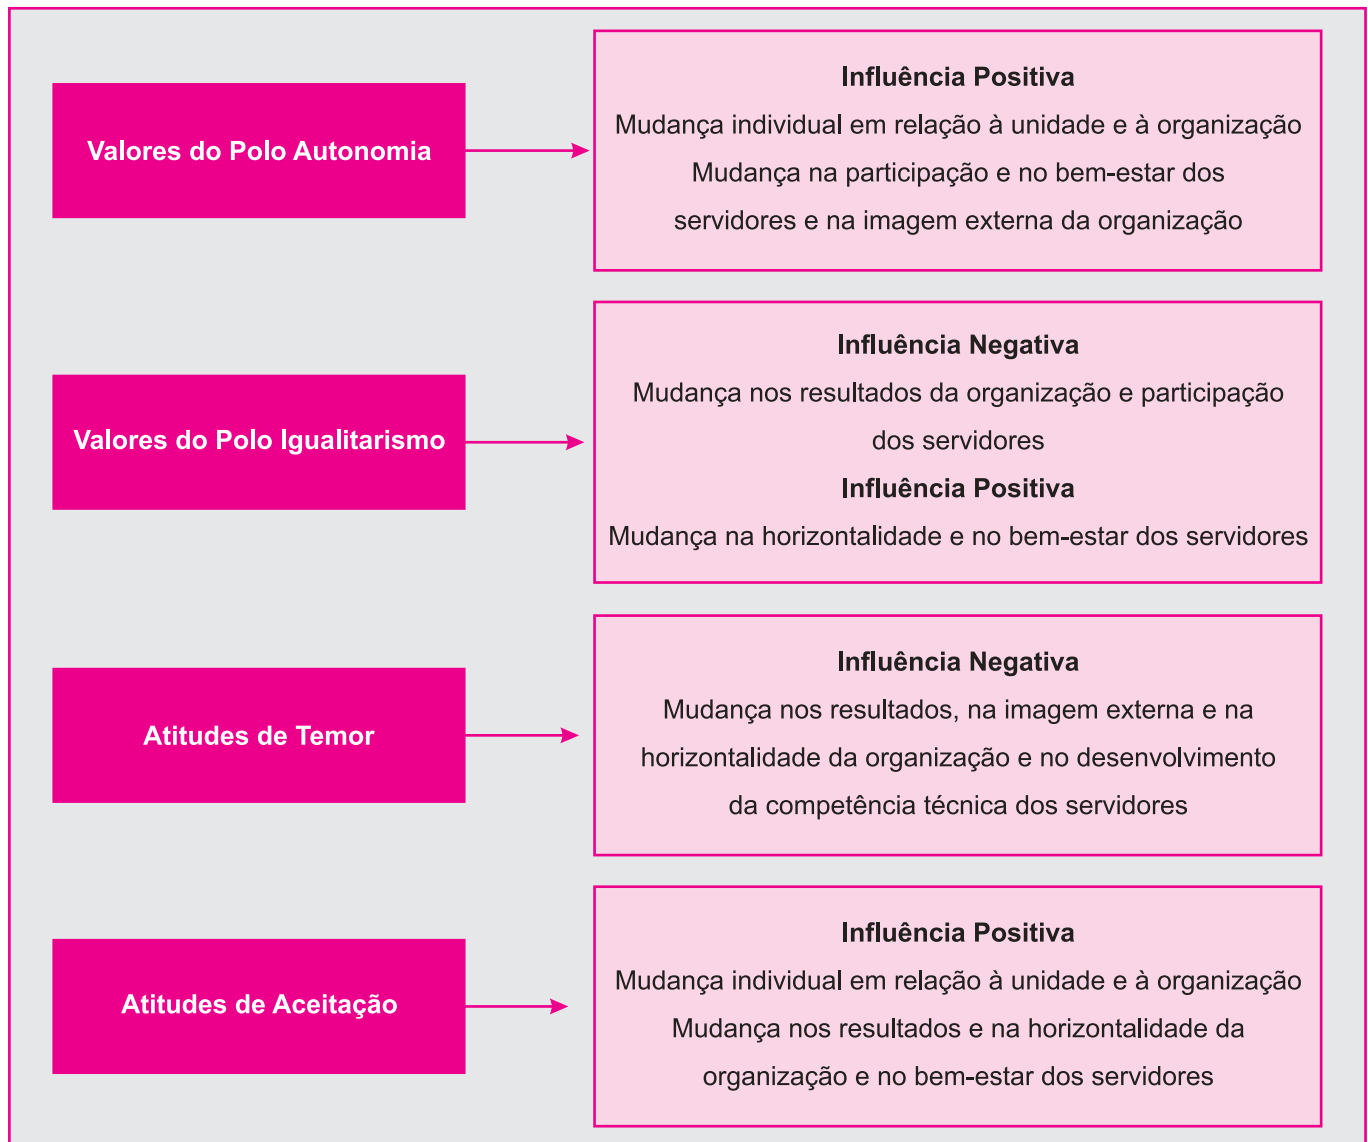 Valores do Polo Autonomia
Influência Positiva
Mudança individual em relação à unidade e à organização
Mudança na participação e no bem-estar dos
servidores e na imagem externa da organização
Valores do Polo Igualitarismo
Influência Negativa
Mudança nos resultados da organização e participação
dos servidores
Influência Positiva
Mudança na horizontalidade e no bem-estar dos servidores
Atitudes de Temor
Influência Negativa
Mudança nos resultados, na imagem externa e na
horizontalidade da organização e no desenvolvimento
da competência técnica dos servidores
Atitudes de Aceitação
Influência Positiva
Mudança individual em relação à unidade e à organização
Mudança nos resultados e na horizontalidade da
organização e no bem-estar dos servidores